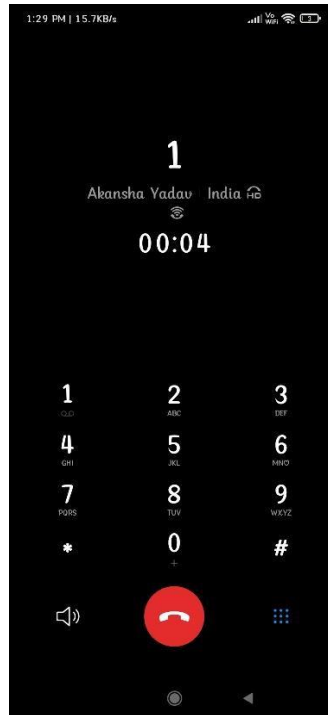 1:29 PM | 15.7KB/s Vo WiFi 3
1
Akansha Yadav India HD
00:04
1 2 3
ABC DEF
4 5 6
GHI JKL MNO
7 8 9
PQRS TUV WXYZ
* 0 #
+